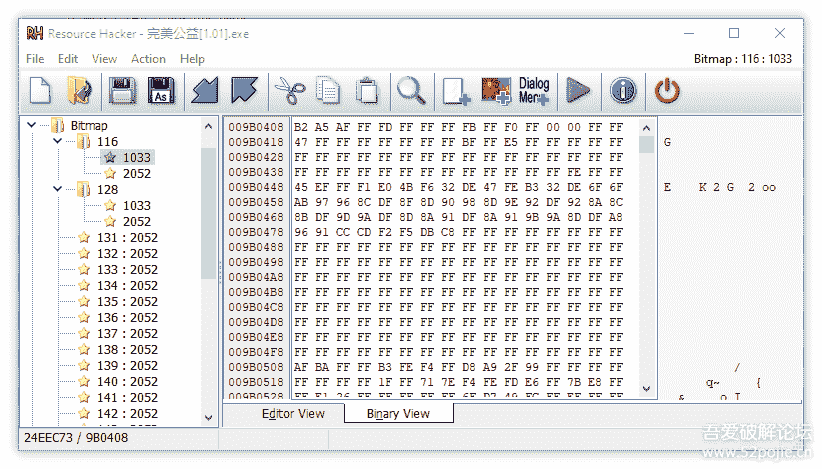 Resource Hacker - 完美公益[1.01].exe
File Edit View Action Help
Bitmap : 116 : 1033
As
Dialog
Men
Bitmap
116
1033
2052
128
1033
2052
131 : 2052
132 : 2052
133 : 2052
134 : 2052
135 : 2052
136 : 2052
137 : 2052
138 : 2052
139 : 2052
140 : 2052
141 : 2052
142 : 2052
009B0408 B2 A5 AF FF FD FF FF FF FB FF F0 FF 00 00 FF FF
009B0418 47 FF FF FF FF FF FF FF BF FF E5 FF FF FF FF FF G
009B0428 FF FF FF FF FF FF FF FF FF FF FF FF FF FF FF FF
009B0438 FF FF FF FF FF FF FF FF FF FF FF FF FF FE FF FF
009B0448 45 EF FF F1 E0 4B F6 32 DE 47 FE B3 32 DE 6F 6F E K 2 G 2 oo
009B0458 AB 97 96 8C DF 8F 8D 90 98 8D 9E 92 DF 92 8A 8C
009B0468 8B DF 9D 9A DF 8D 8A 91 DF 8A 91 9B 9A 8D DF A8
009B0478 96 91 CC CD F2 F5 DB C8 FF FF FF FF FF FF FF FF
009B0488 FF FF FF FF FF FF FF FF FF FF FF FF FF FF FF FF
009B0498 FF FF FF FF FF FF FF FF FF FF FF FF FF FF FF FF
009B04A8 FF FF FF FF FF FF FF FF FF FF FF FF FF FF FF FF
009B04B8 FF FF FF FF FF FF FF FF FF FF FF FF FF FF FF FF
009B04C8 FF FF FF FF FF FF FF FF FF FF FF FF FF FF FF FF
009B04D8 FF FF FF FF FF FF FF FF FF FF FF FF FF FF FF FF
009B04E8 FF FF FF FF FF FF FF FF FF FF FF FF FF FF FF FF
009B04F8 FF FF FF FF FF FF FF FF FF FF FF FF FF FF FF FF
009B0508 AF BA FF FF B3 FE F4 FF D8 A9 2F 99 FF FF FF FF /
009B0518 FF FF FF FF 1F FF 71 7E F4 FE FD E6 FF 7B E8 FF q~ {
Editor View Binary View
24EEC73 / 9B0408
吾爱破解论坛
www.52pojie.cn